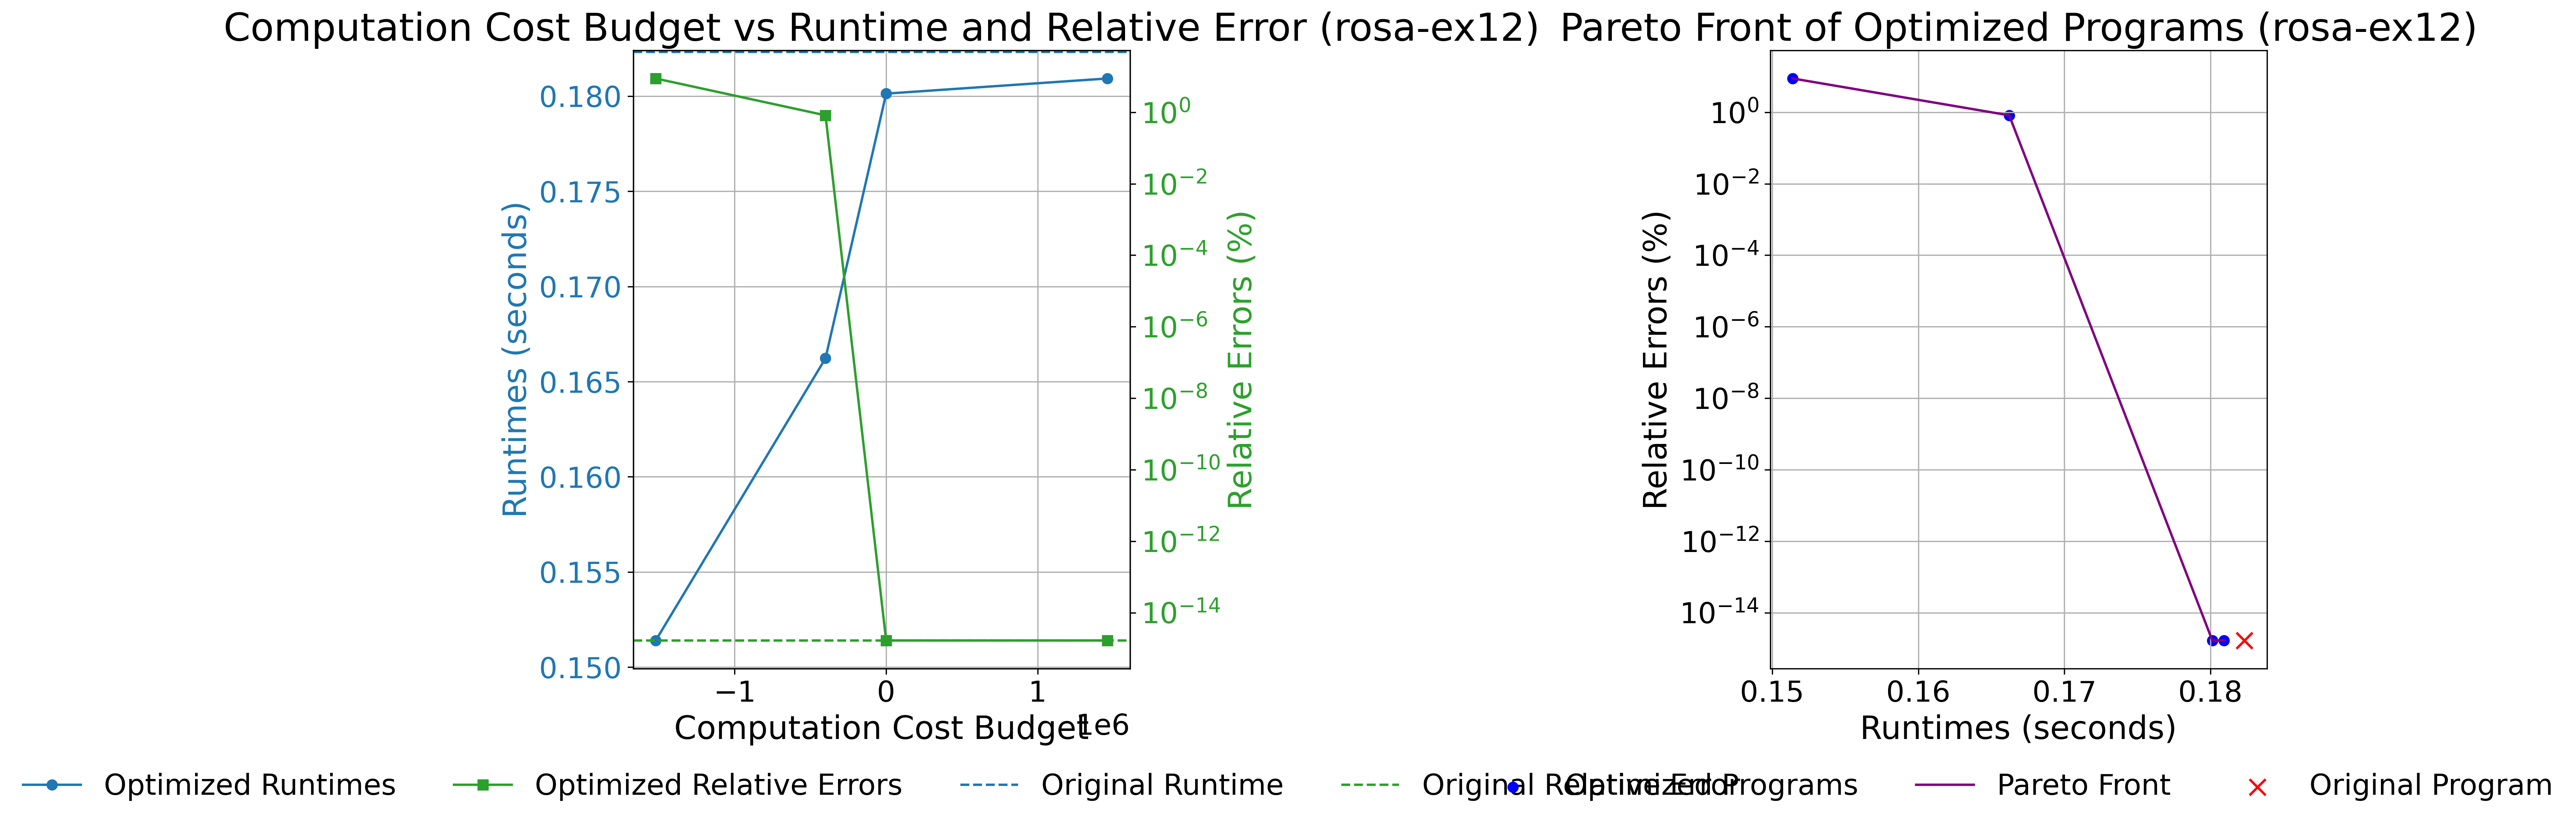 Computation Cost Budget vs Runtime and Relative Error (rosa-ex12)
Runtimes (seconds)
0.180
0.175
0.170
0.165
0.160
0.155
0.150
10^0
10^−2
10^−4
10^−6
10^−8
10^−10
10^−12
10^−14
Relative Errors (%)
−1
0
1
1e6
Computation Cost Budget
Pareto Front of Optimized Programs (rosa-ex12)
Relative Errors (%)
10^0
10^−2
10^−4
10^−6
10^−8
10^−10
10^−12
10^−14
0.15
0.16
0.17
0.18
Runtimes (seconds)
Optimized Runtimes
Optimized Relative Errors
Original Runtime
Original Relative Error
Optimized Programs
Pareto Front
Original Program